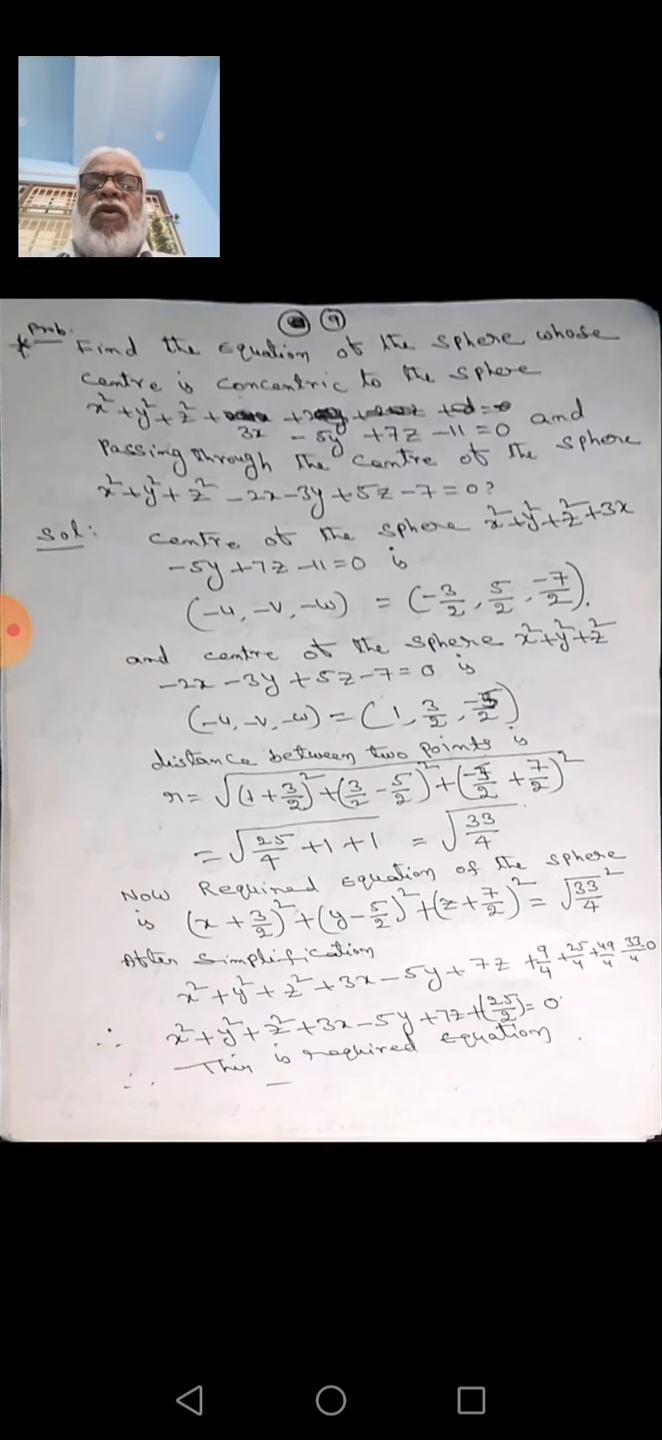 ⑨
* Prob. Find the equation of the sphere whose
centre is concentric to the sphere
x²+y²+z²+3x-5y+7z-11=0 and
Passing through the centre of the sphere
x²+y²+z²-2x-3y+5z-7=0?
Sol: centre of the sphere x²+y²+z²+3x
-5y+7z-11=0 is
(-u, -v, -w) = (-3/2, 5/2, -7/2).
and centre of the sphere x²+y²+z²
-2x-3y+5z-7=0 is
(-u, -v, -w) = (1, 3/2, -5/2)
distance between two points is
r = √(1+3/2)²+(3/2-5/2)²+(-5/2+7/2)²
= √25/4+1+1 = √33/4
Now Required equation of the sphere
is (x+3/2)²+(y-5/2)²+(z+7/2)² = √33/4²
After simplification
x²+y²+z²+3x-5y+7z+9/4+25/4+49/4-33/4=0
∴ x²+y²+z²+3x-5y+7z+(25/2)=0
∴ This is required equation.